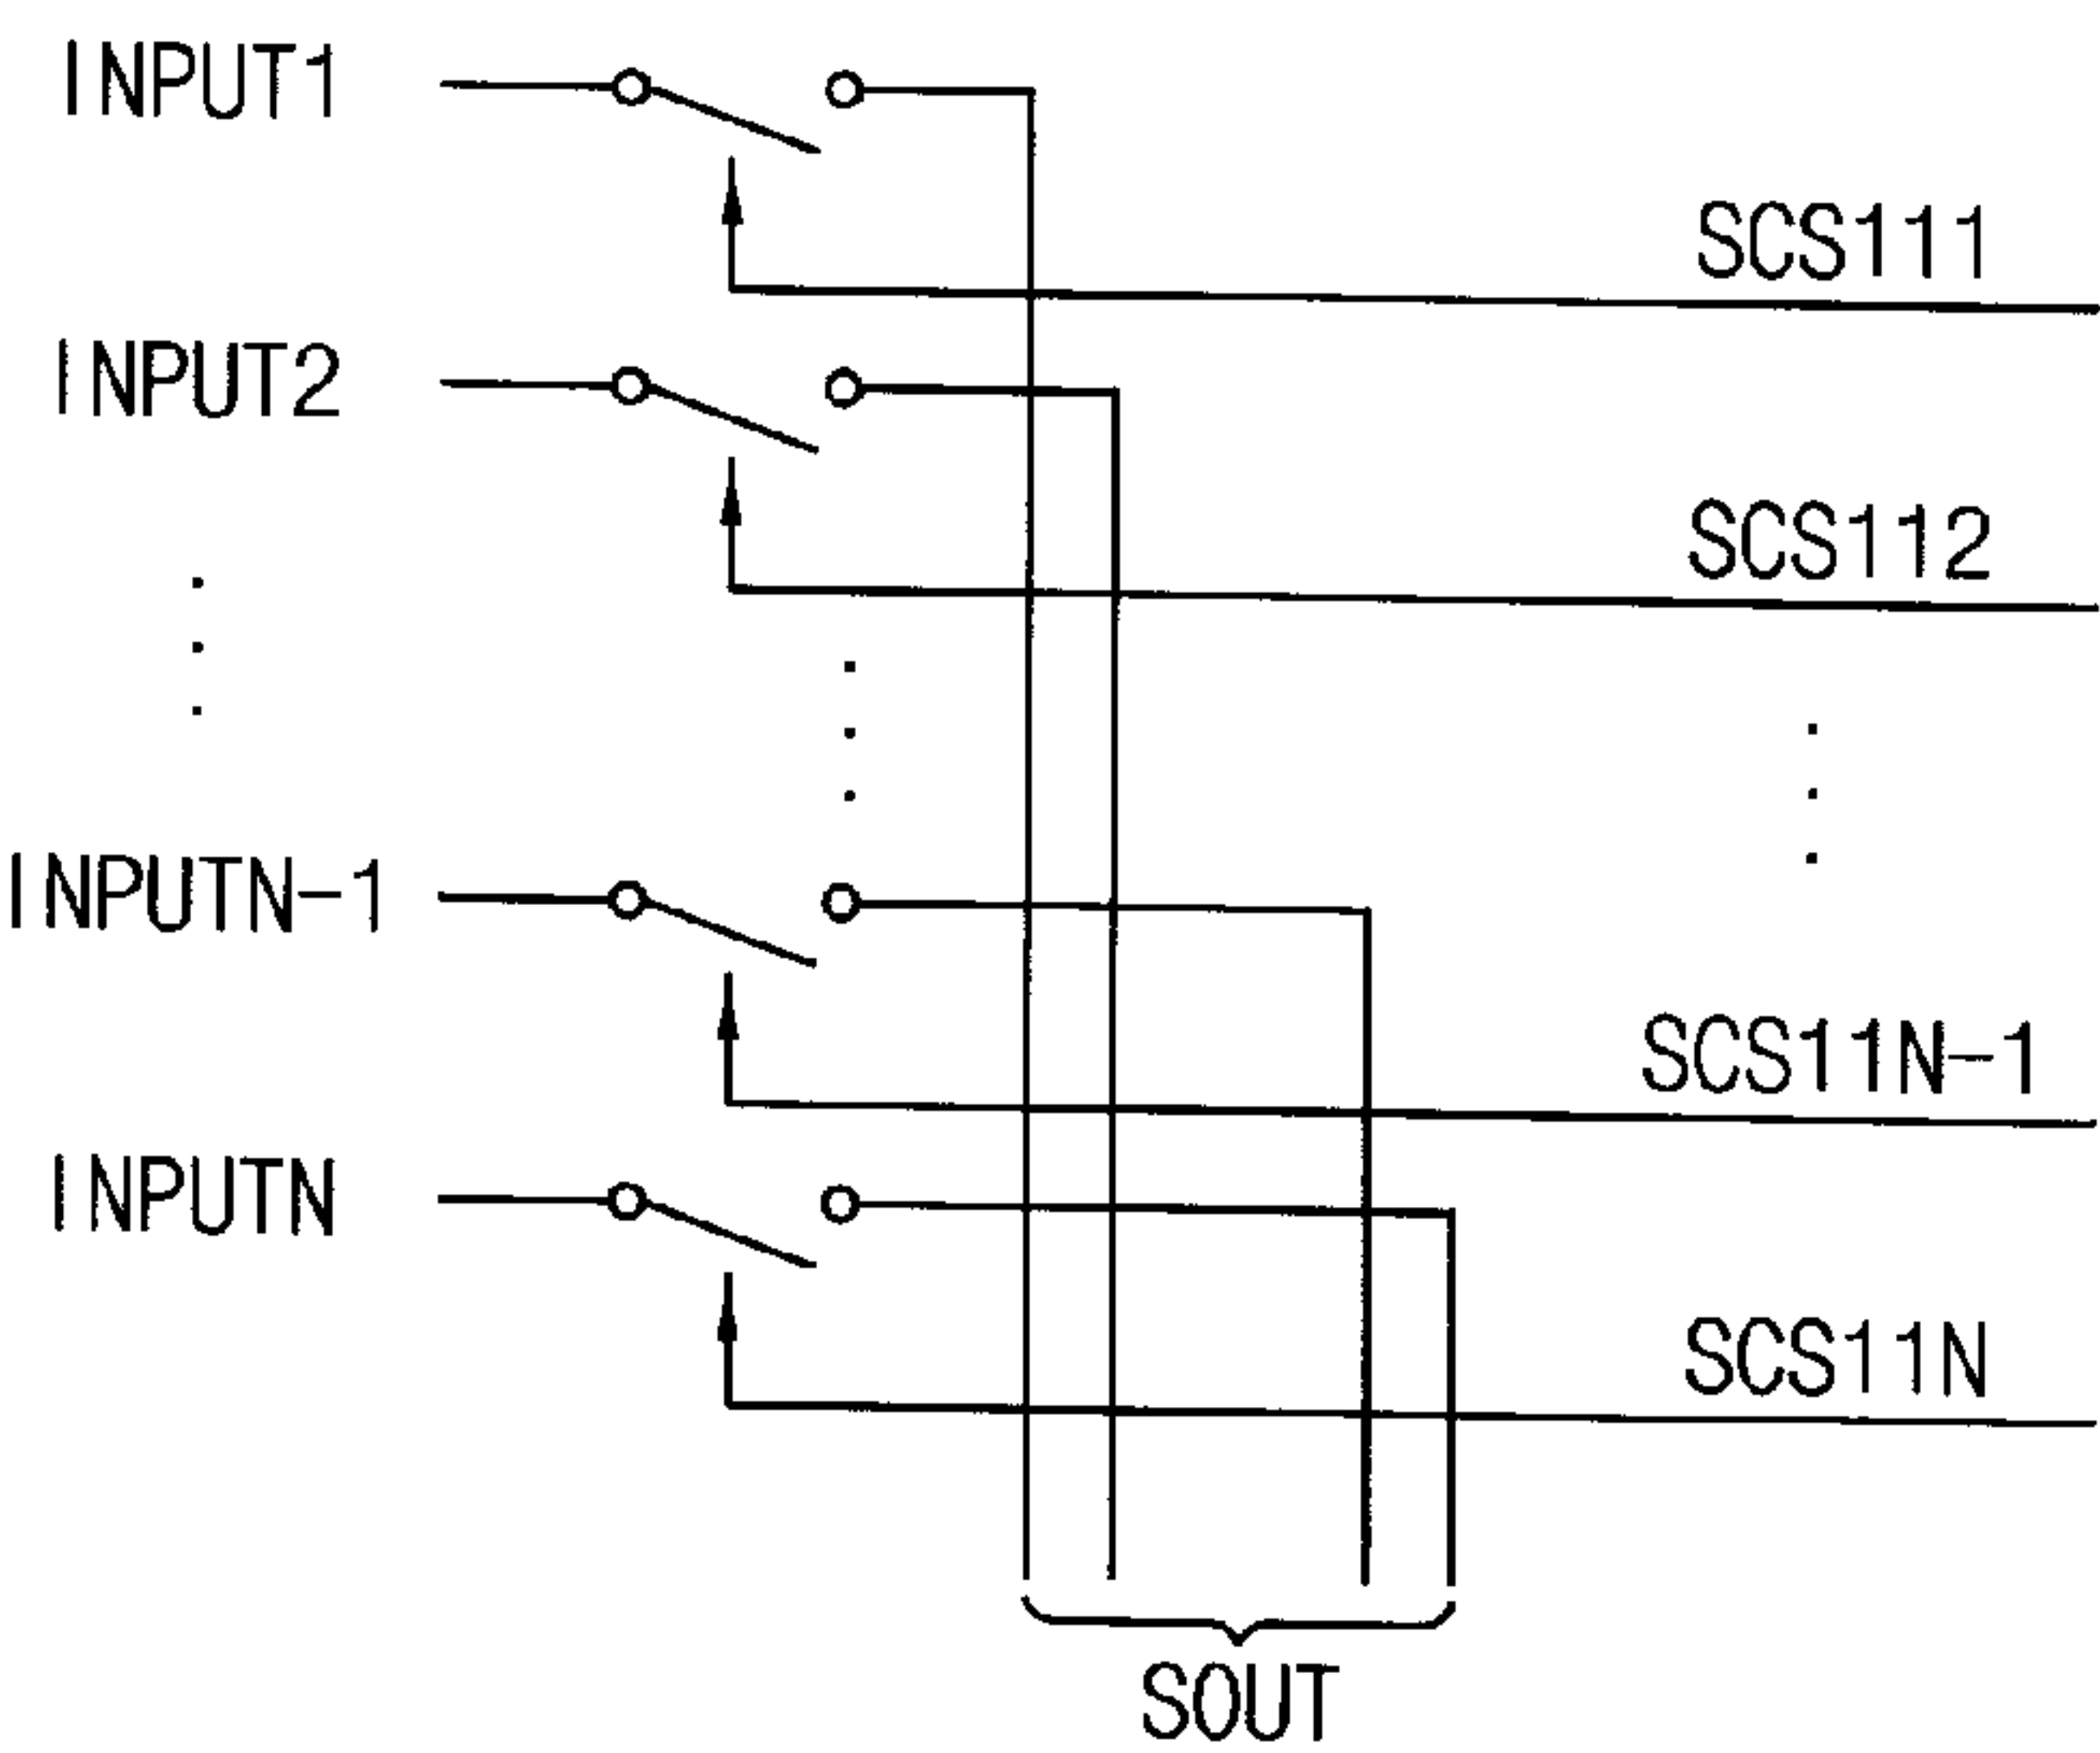 INPUT1
SCS111
INPUT2
SCS112
INPUTN-1
SCS11N-1
INPUTN
SCS11N
SOUT